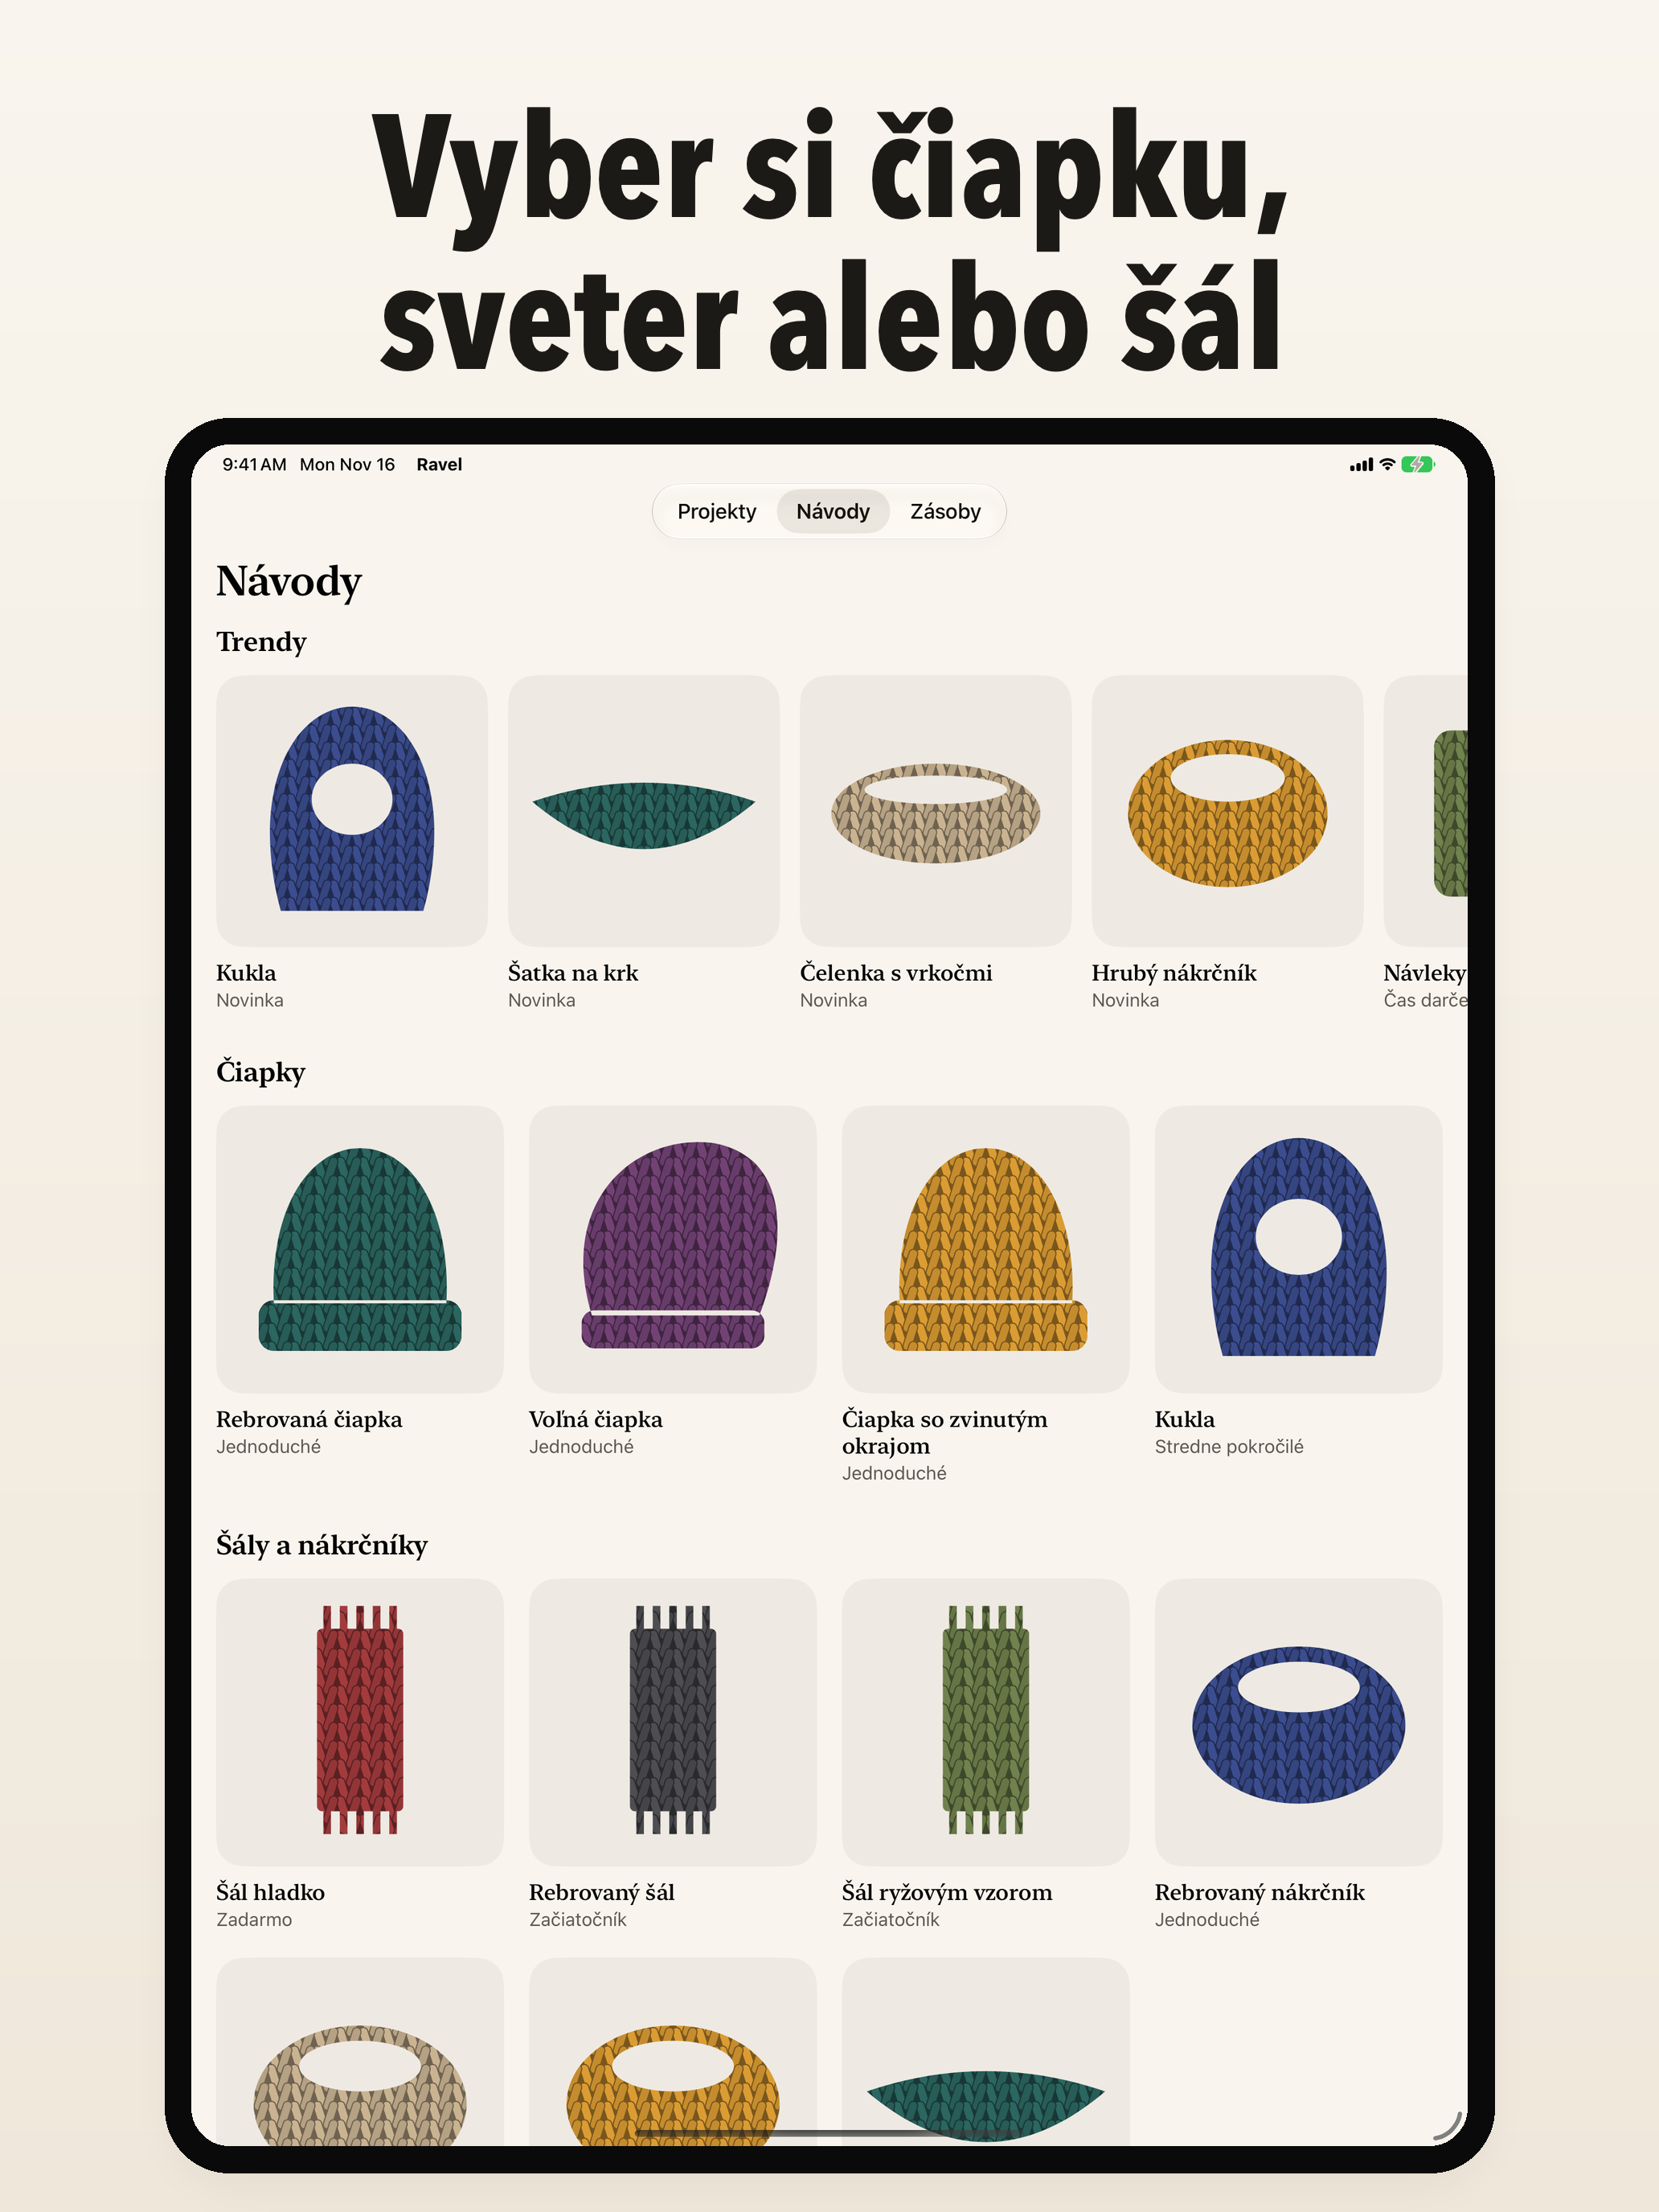 Vyber si čiapku,
sveter alebo šál
9:41 AM Mon Nov 16 Ravel
Projekty Návody Zásoby
Návody
Trendy
Kukla
Novinka
Šatka na krk
Novinka
Čelenka s vrkočmi
Novinka
Hrubý nákrčník
Novinka
Návleky
Čas darče
Čiapky
Rebrovaná čiapka
Jednoduché
Voľná čiapka
Jednoduché
Čiapka so zvinutým
okrajom
Jednoduché
Kukla
Stredne pokročilé
Šály a nákrčníky
Šál hladko
Zadarmo
Rebrovaný šál
Začiatočník
Šál ryžovým vzorom
Začiatočník
Rebrovaný nákrčník
Jednoduché